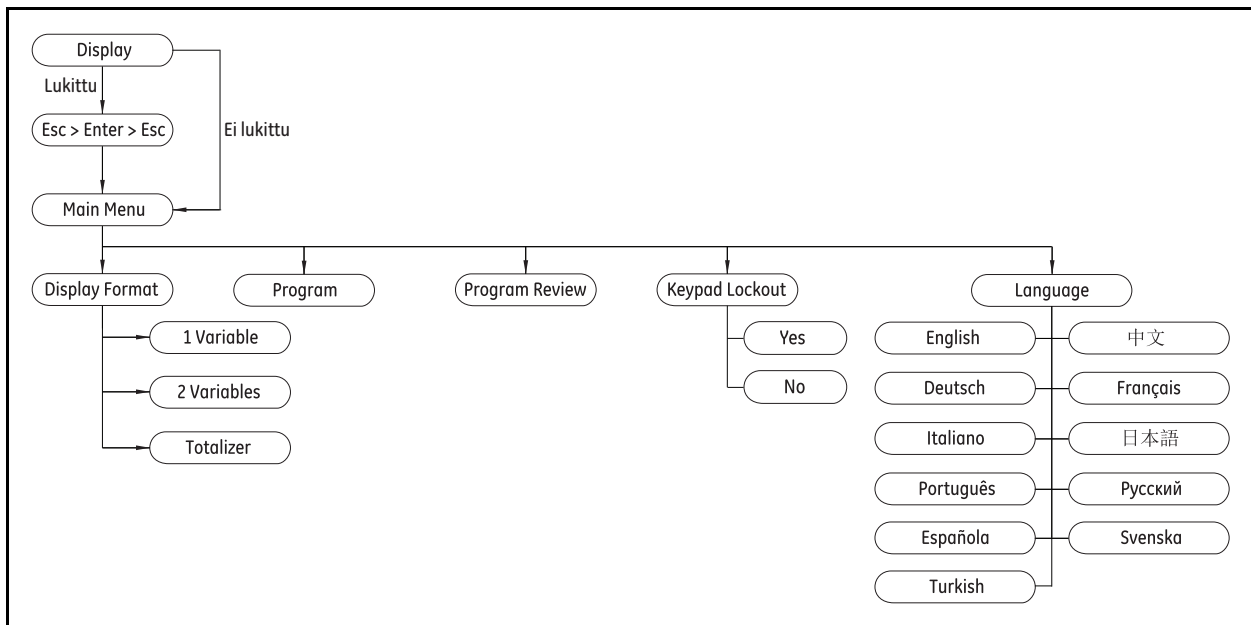 Display
Lukittu
Esc > Enter > Esc
Ei lukittu
Main Menu
Display Format
Program
Program Review
Keypad Lockout
Language
1 Variable
2 Variables
Totalizer
Yes
No
English
中文
Deutsch
Français
Italiano
日本語
Português
Русский
Española
Svenska
Turkish